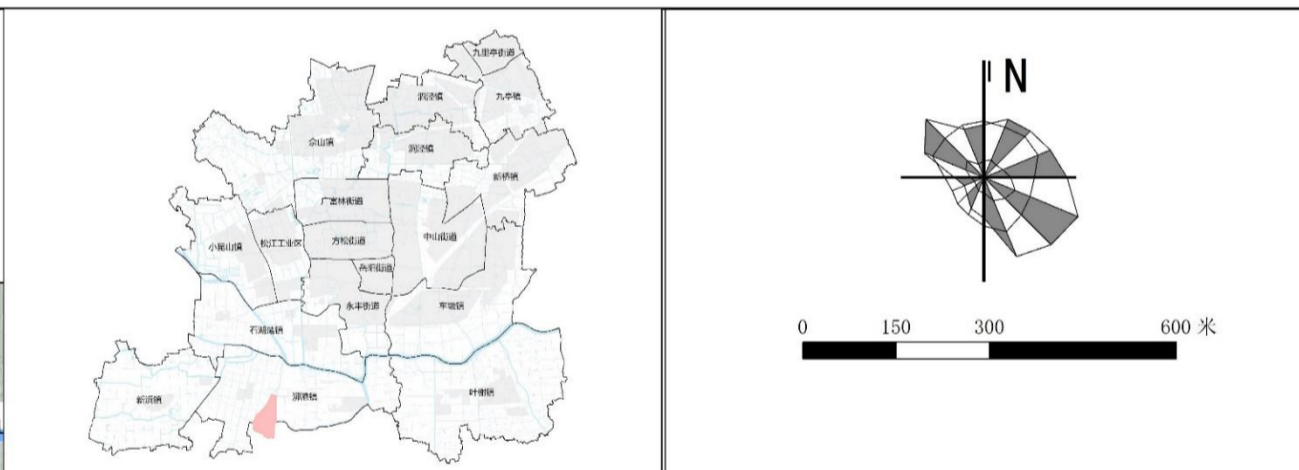 九里亭街道
泗泾镇
九亭镇
佘山镇
洞泾镇
新桥镇
广富林街道
小昆山镇
松江工业区
方松街道
中山街道
岳阳街道
永丰街道
车墩镇
石湖荡镇
新浜镇
泖港镇
叶榭镇
N
0 150 300 600 米